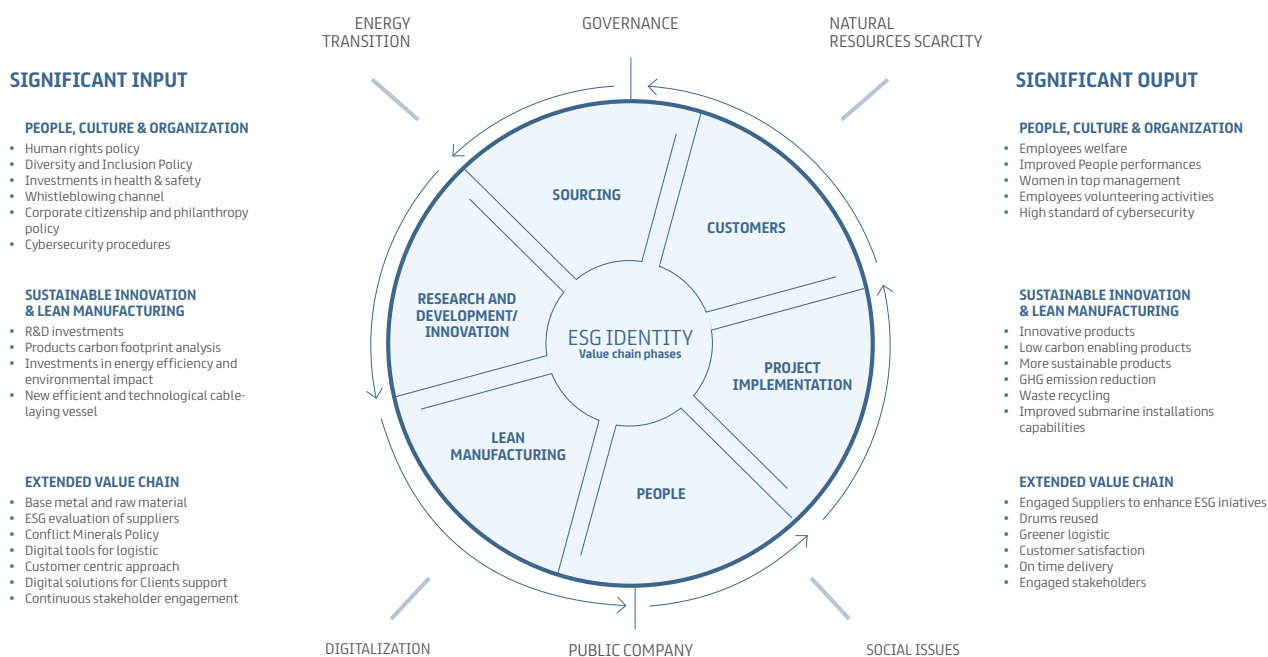 ENERGY
TRANSITION
GOVERNANCE
NATURAL
RESOURCES SCARCITY
SIGNIFICANT INPUT
PEOPLE, CULTURE & ORGANIZATION
Human rights policy
Diversity and Inclusion Policy
Investments in health & safety
Whistleblowing channel
Corporate citizenship and philanthropy
policy
Cybersecurity procedures
SUSTAINABLE INNOVATION
& LEAN MANUFACTURING
R&D investments
Products carbon footprint analysis
Investments in energy efficiency and
environmental impact
New efficient and technological cable-
laying vessel
EXTENDED VALUE CHAIN
Base metal and raw material
ESG evaluation of suppliers
Conflict Minerals Policy
Digital tools for logistic
Customer centric approach
Digital solutions for Clients support
Continuous stakeholder engagement
SOURCING
CUSTOMERS
RESEARCH AND
DEVELOPMENT/
INNOVATION
ESG IDENTITY
Value chain phases
PROJECT
IMPLEMENTATION
LEAN
MANUFACTURING
PEOPLE
SIGNIFICANT OUPUT
PEOPLE, CULTURE & ORGANIZATION
Employees welfare
Improved People performances
Women in top management
Employees volunteering activities
High standard of cybersecurity
SUSTAINABLE INNOVATION
& LEAN MANUFACTURING
Innovative products
Low carbon enabling products
More sustainable products
GHG emission reduction
Waste recycling
Improved submarine installations
capabilities
EXTENDED VALUE CHAIN
Engaged Suppliers to enhance ESG iniatives
Drums reused
Greener logistic
Customer satisfaction
On time delivery
Engaged stakeholders
DIGITALIZATION
PUBLIC COMPANY
SOCIAL ISSUES